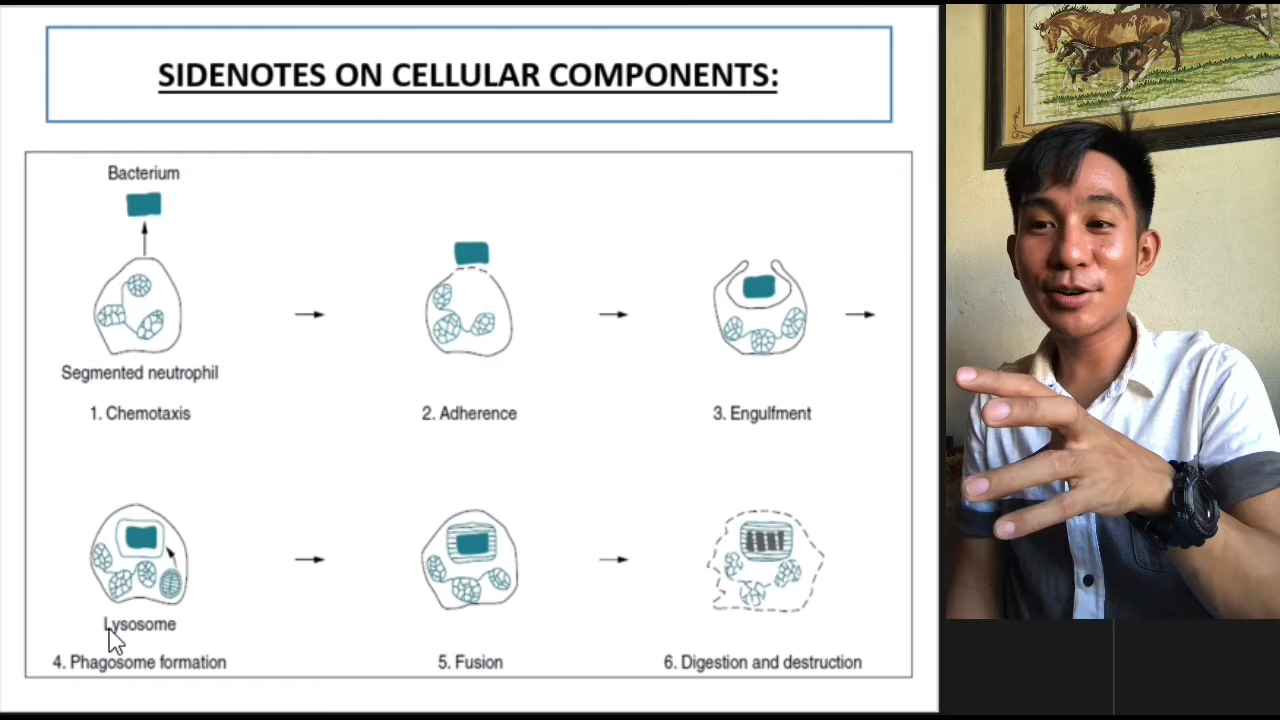 SIDENOTES ON CELLULAR COMPONENTS:
Bacterium
Segmented neutrophil
1. Chemotaxis
2. Adherence
3. Engulfment
Lysosome
4. Phagosome formation
5. Fusion
6. Digestion and destruction